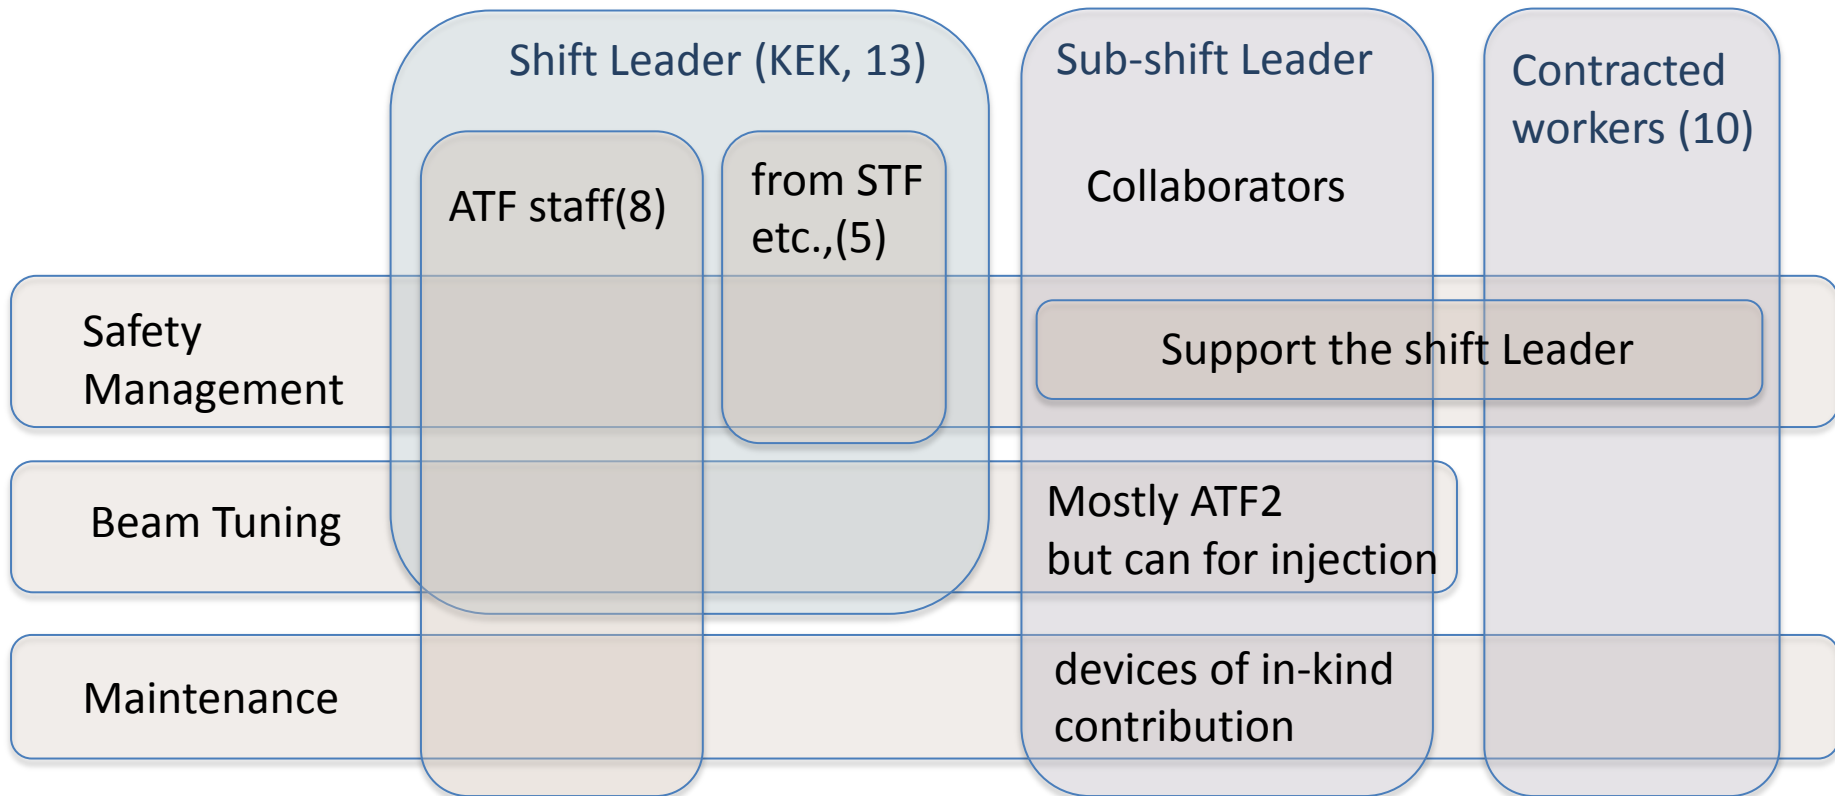 Shift Leader (KEK, 13)
Sub-shift Leader
Contracted
workers (10)
ATF staff(8)
from STF
etc.,(5)
Collaborators
Safety
Management
Support the shift Leader
Beam Tuning
Mostly ATF2
but can for injection
Maintenance
devices of in-kind
contribution